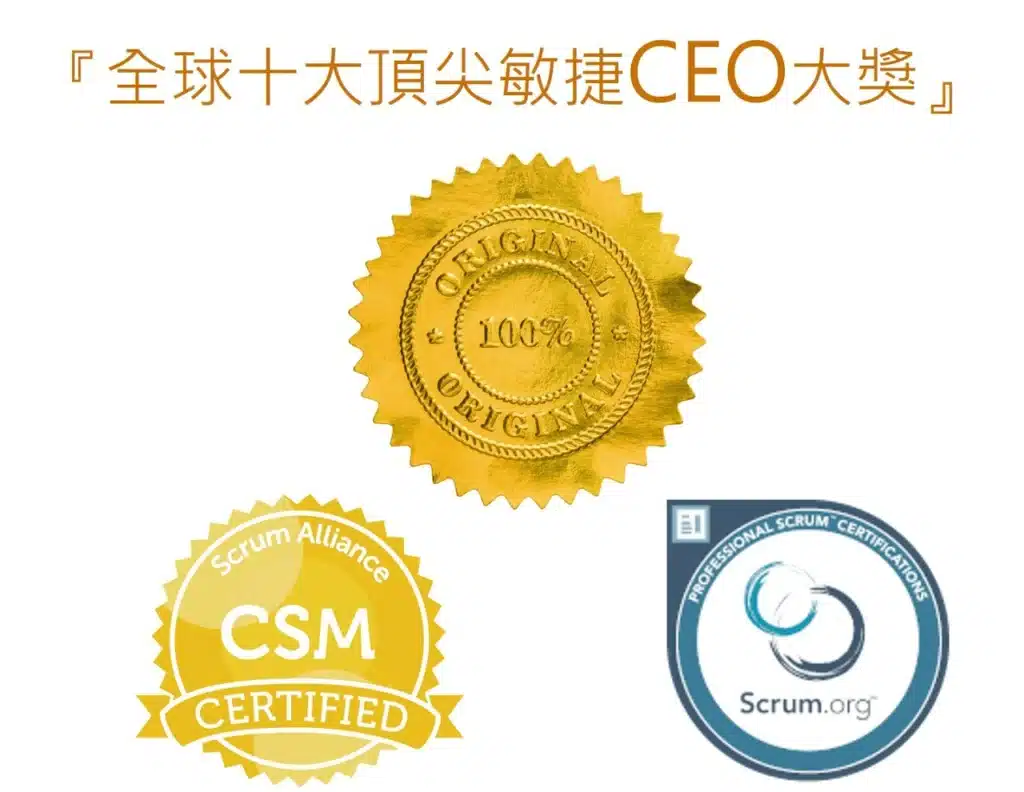 『全球十大頂尖敏捷CEO大獎』
ORIGINAL
100%
ORIGINAL
Scrum Alliance
CSM
CERTIFIED
PROFESSIONAL SCRUM™ CERTIFICATIONS
Scrum.org™